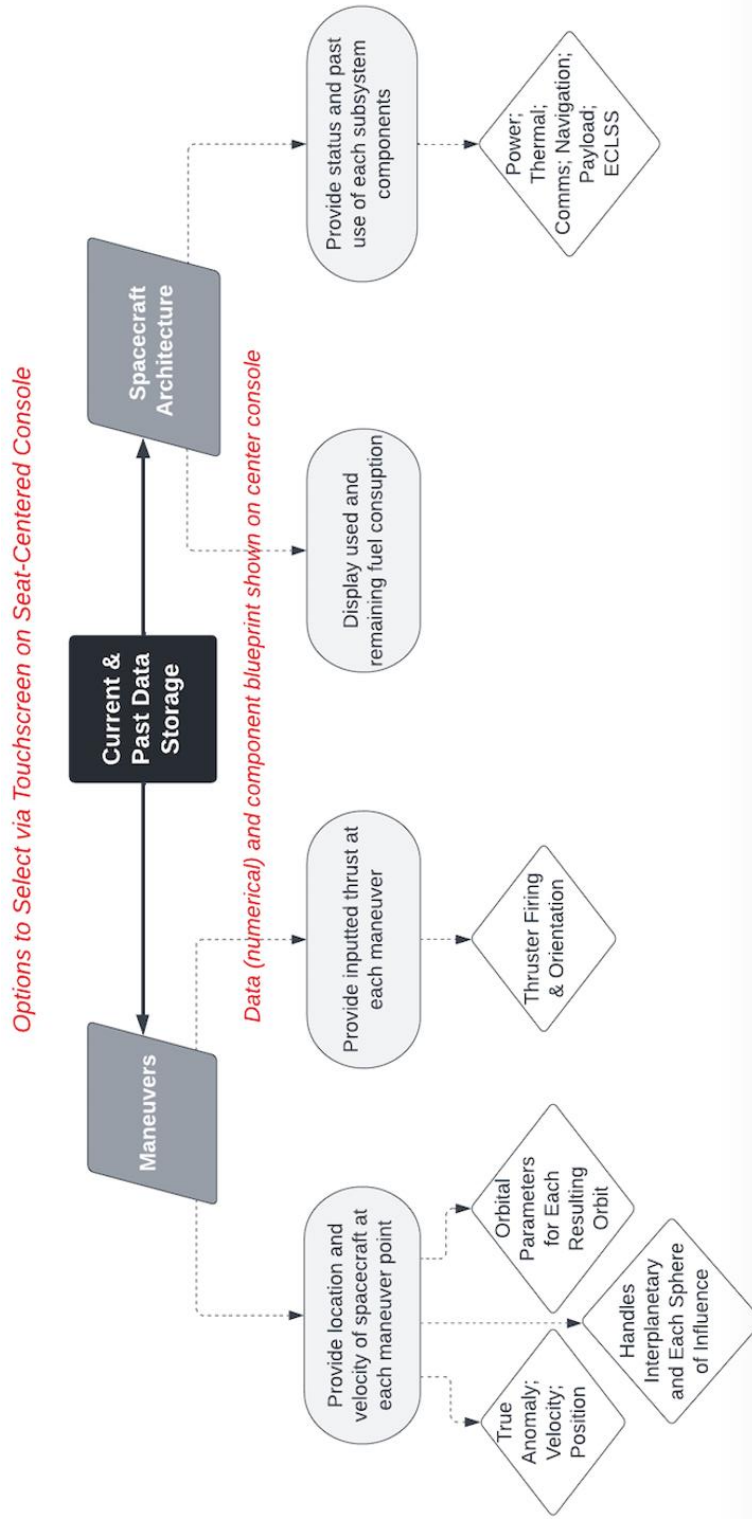 Options to Select via Touchscreen on Seat-Centered Console
Current &
Past Data
Storage
Maneuvers
Spacecraft
Architecture
Data (numerical) and component blueprint shown on center console
Provide location and
velocity of spacecraft at
each maneuver point
Provide inputted thrust at
each maneuver
Display used and
remaining fuel consuption
Provide status and past
use of each subsystem
components
True
Anomaly;
Velocity;
Position
Handles
Interplanetary
and Each Sphere
of Influence
Orbital
Parameters
for Each
Resulting
Orbit
Thruster Firing
& Orientation
Power;
Thermal;
Comms; Navigation;
Payload;
ECLSS